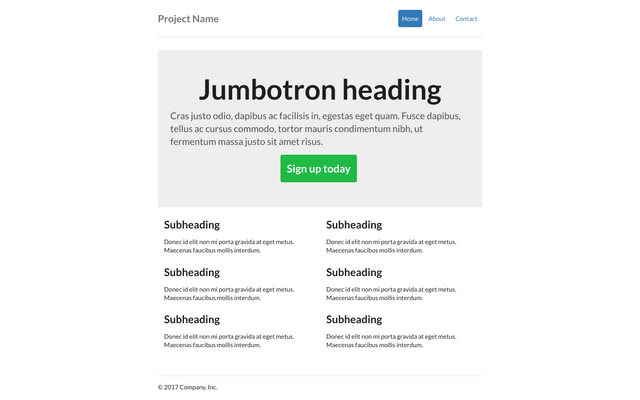 Project Name
Home
About
Contact
Jumbotron heading
Cras justo odio, dapibus ac facilisis in, egestas eget quam. Fusce dapibus,
tellus ac cursus commodo, tortor mauris condimentum nibh, ut
fermentum massa justo sit amet risus.
Sign up today
Subheading
Donec id elit non mi porta gravida at eget metus.
Maecenas faucibus mollis interdum.
Subheading
Donec id elit non mi porta gravida at eget metus.
Maecenas faucibus mollis interdum.
Subheading
Donec id elit non mi porta gravida at eget metus.
Maecenas faucibus mollis interdum.
Subheading
Donec id elit non mi porta gravida at eget metus.
Maecenas faucibus mollis interdum.
Subheading
Donec id elit non mi porta gravida at eget metus.
Maecenas faucibus mollis interdum.
Subheading
Donec id elit non mi porta gravida at eget metus.
Maecenas faucibus mollis interdum.
© 2017 Company, Inc.